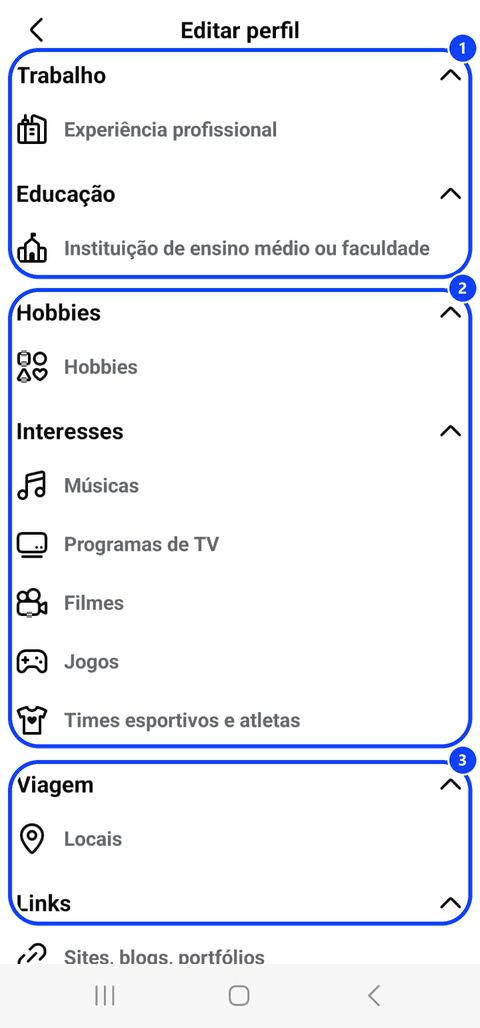 Editar perfil
1
Trabalho
Experiência profissional
Educação
Instituição de ensino médio ou faculdade
2
Hobbies
Hobbies
Interesses
Músicas
Programas de TV
Filmes
Jogos
Times esportivos e atletas
3
Viagem
Locais
Links
Sites, blogs, portfólios